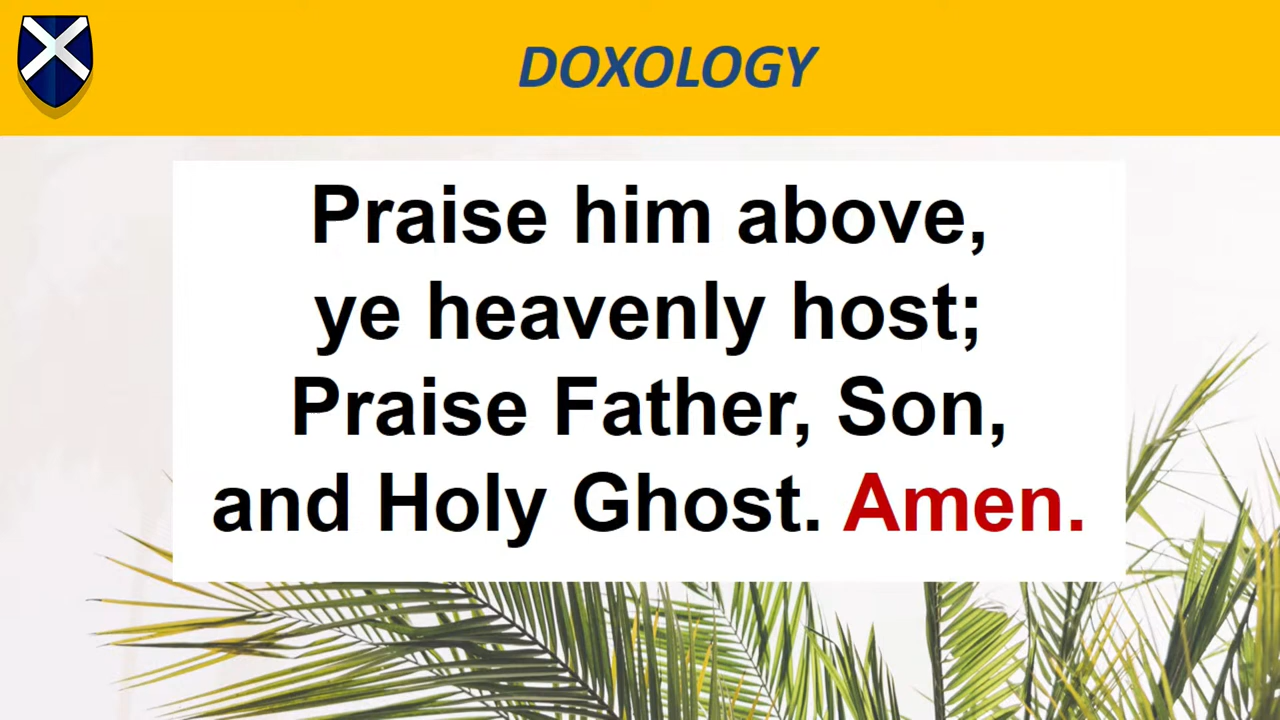 DOXOLOGY
Praise him above,
ye heavenly host;
Praise Father, Son,
and Holy Ghost. Amen.